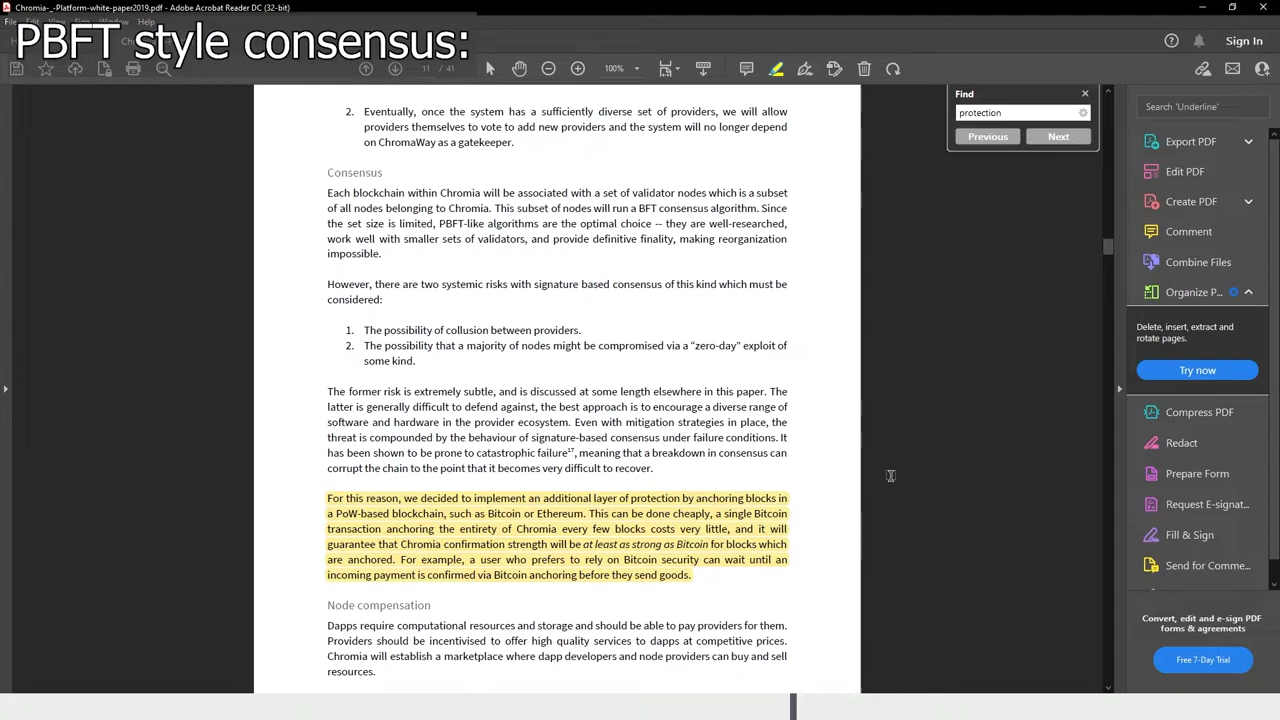 Chromia-_-Platform-white-paper2019.pdf - Adobe Acrobat Reader DC (32-bit)
PBFT style consensus:
Sign In
11 / 41
100%
Find
protection
Previous
Next
Search 'Underline'
Export PDF
Edit PDF
Create PDF
Comment
Combine Files
Organize P...
Delete, insert, extract and
rotate pages.
Try now
Compress PDF
Redact
Prepare Form
Request E-signat...
Fill & Sign
Send for Comme...
Convert, edit and e-sign PDF
forms & agreements
Free 7-Day Trial
2. Eventually, once the system has a sufficiently diverse set of providers, we will allow
providers themselves to vote to add new providers and the system will no longer depend
on ChromaWay as a gatekeeper.
Consensus
Each blockchain within Chromia will be associated with a set of validator nodes which is a subset
of all nodes belonging to Chromia. This subset of nodes will run a BFT consensus algorithm. Since
the set size is limited, PBFT-like algorithms are the optimal choice -- they are well-researched,
work well with smaller sets of validators, and provide definitive finality, making reorganization
impossible.
However, there are two systemic risks with signature based consensus of this kind which must be
considered:
1. The possibility of collusion between providers.
2. The possibility that a majority of nodes might be compromised via a “zero-day” exploit of
some kind.
The former risk is extremely subtle, and is discussed at some length elsewhere in this paper. The
latter is generally difficult to defend against, the best approach is to encourage a diverse range of
software and hardware in the provider ecosystem. Even with mitigation strategies in place, the
threat is compounded by the behaviour of signature-based consensus under failure conditions. It
has been shown to be prone to catastrophic failure17, meaning that a breakdown in consensus can
corrupt the chain to the point that it becomes very difficult to recover.
For this reason, we decided to implement an additional layer of protection by anchoring blocks in
a PoW-based blockchain, such as Bitcoin or Ethereum. This can be done cheaply, a single Bitcoin
transaction anchoring the entirety of Chromia every few blocks costs very little, and it will
guarantee that Chromia confirmation strength will be at least as strong as Bitcoin for blocks which
are anchored. For example, a user who prefers to rely on Bitcoin security can wait until an
incoming payment is confirmed via Bitcoin anchoring before they send goods.
Node compensation
Dapps require computational resources and storage and should be able to pay providers for them.
Providers should be incentivised to offer high quality services to dapps at competitive prices.
Chromia will establish a marketplace where dapp developers and node providers can buy and sell
resources.